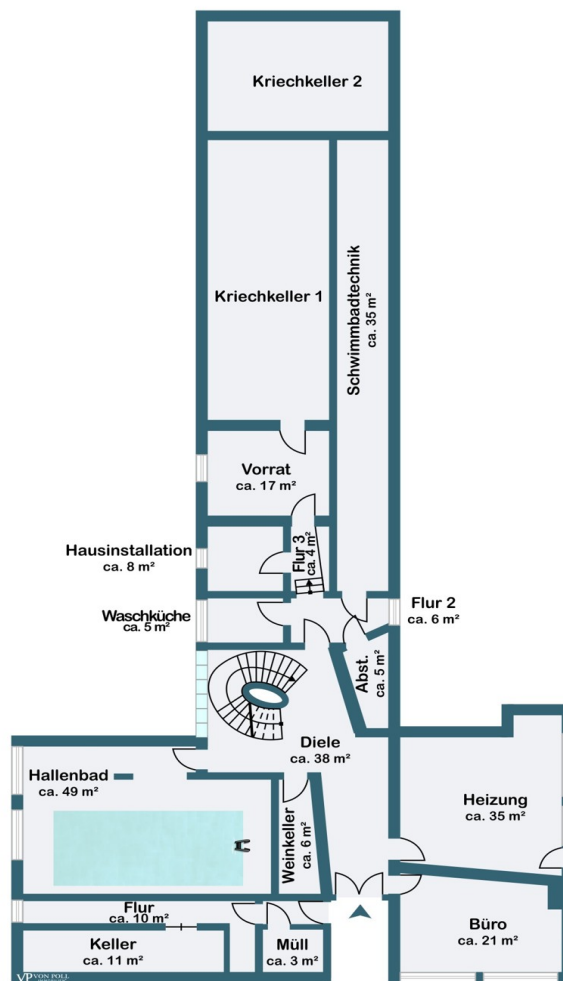 Kriechkeller 2
Kriechkeller 1
Schwimmbadtechnik
ca. 35 m²
Vorrat
ca. 17 m²
Hausinstallation
ca. 8 m²
Flur 3
ca. 4 m²
Waschküche
ca. 5 m²
Flur 2
ca. 6 m²
Abst.
ca. 5 m²
Diele
ca. 38 m²
Hallenbad
ca. 49 m²
Weinkeller
ca. 6 m²
Heizung
ca. 35 m²
Flur
ca. 10 m²
Keller
ca. 11 m²
Müll
ca. 3 m²
Büro
ca. 21 m²
VP VON POLL